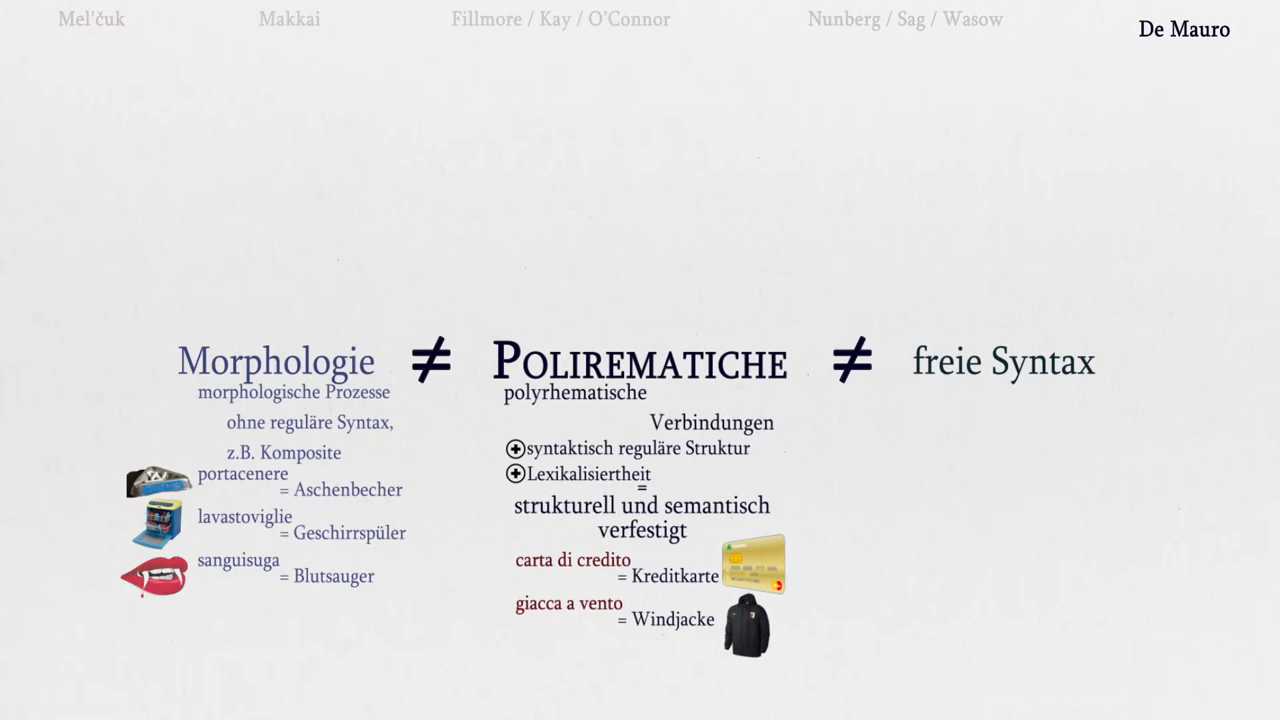 Mel'čuk
Makkai
Fillmore / Kay / O'Connor
Nunberg / Sag / Wasow
De Mauro
Morphologie
≠
POLIREMATICHE
≠
freie Syntax
morphologische Prozesse
ohne reguläre Syntax,
z.B. Komposite
portacenere
= Aschenbecher
lavastoviglie
= Geschirrspüler
sanguisuga
= Blutsauger
polyrhematische
Verbindungen
+ syntaktisch reguläre Struktur
+ Lexikalisiertheit
=
strukturell und semantisch
verfestigt
carta di credito
= Kreditkarte
giacca a vento
= Windjacke